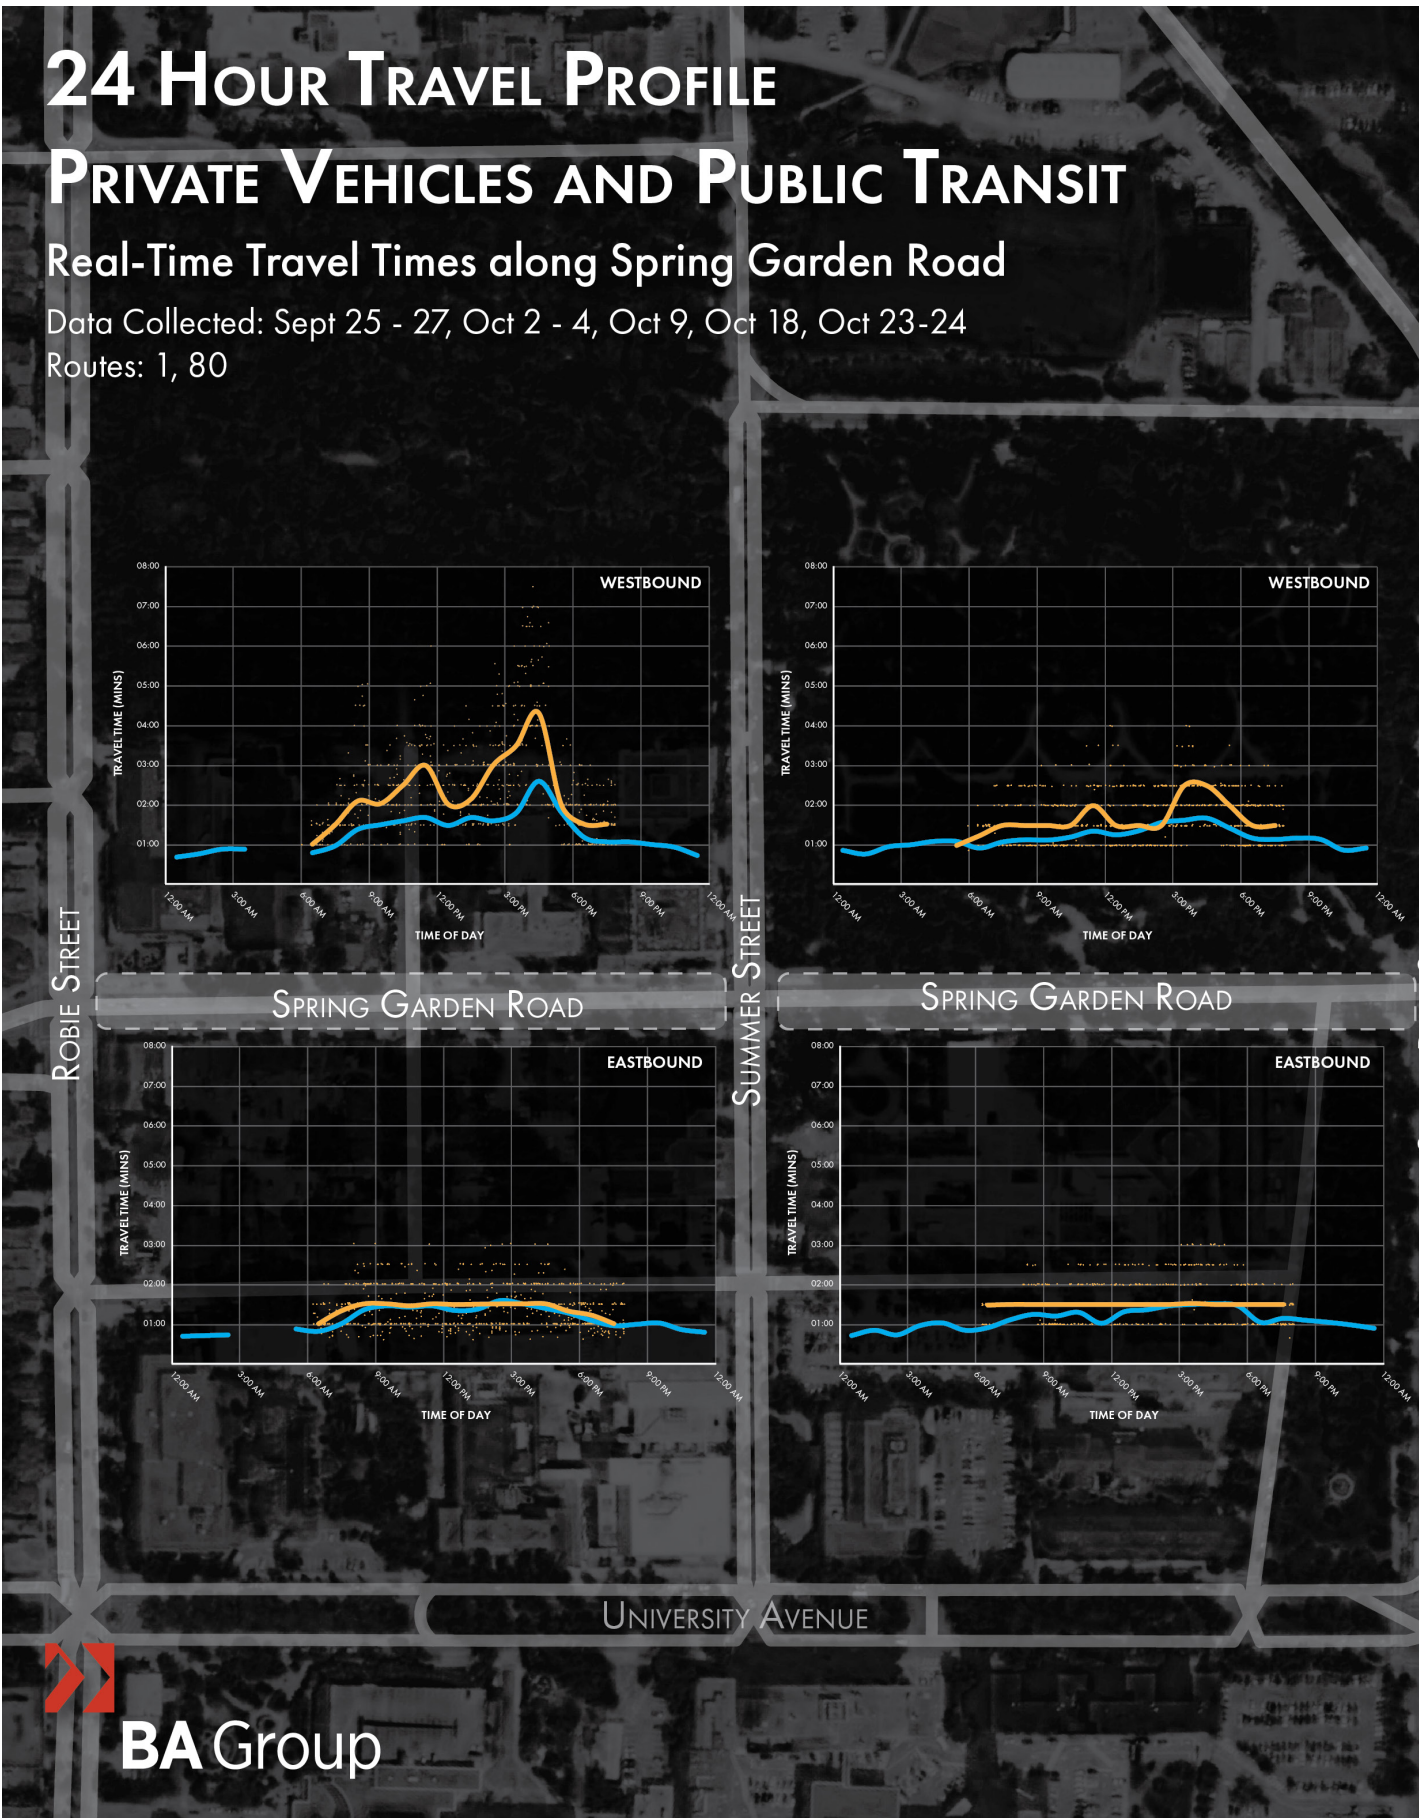 24 Hour Travel Profile
Private Vehicles and Public Transit
Real-Time Travel Times along Spring Garden Road
Data Collected: Sept 25 - 27, Oct 2 - 4, Oct 9, Oct 18, Oct 23-24
Routes: 1, 80
WESTBOUND
08:00
07:00
06:00
05:00
04:00
03:00
02:00
01:00
TRAVEL TIME (MINS)
12:00 AM 3:00 AM 6:00 AM 9:00 AM 12:00 PM 3:00 PM 6:00 PM 9:00 PM 12:00 AM
TIME OF DAY
WESTBOUND
08:00
07:00
06:00
05:00
04:00
03:00
02:00
01:00
TRAVEL TIME (MINS)
12:00 AM 3:00 AM 6:00 AM 9:00 AM 12:00 PM 3:00 PM 6:00 PM 9:00 PM 12:00 AM
TIME OF DAY
Robie Street
Spring Garden Road
Summer Street
Spring Garden Road
EASTBOUND
08:00
07:00
06:00
05:00
04:00
03:00
02:00
01:00
TRAVEL TIME (MINS)
12:00 AM 3:00 AM 6:00 AM 9:00 AM 12:00 PM 3:00 PM 6:00 PM 9:00 PM 12:00 AM
TIME OF DAY
EASTBOUND
08:00
07:00
06:00
05:00
04:00
03:00
02:00
01:00
TRAVEL TIME (MINS)
12:00 AM 3:00 AM 6:00 AM 9:00 AM 12:00 PM 3:00 PM 6:00 PM 9:00 PM 12:00 AM
TIME OF DAY
University Avenue
BA Group